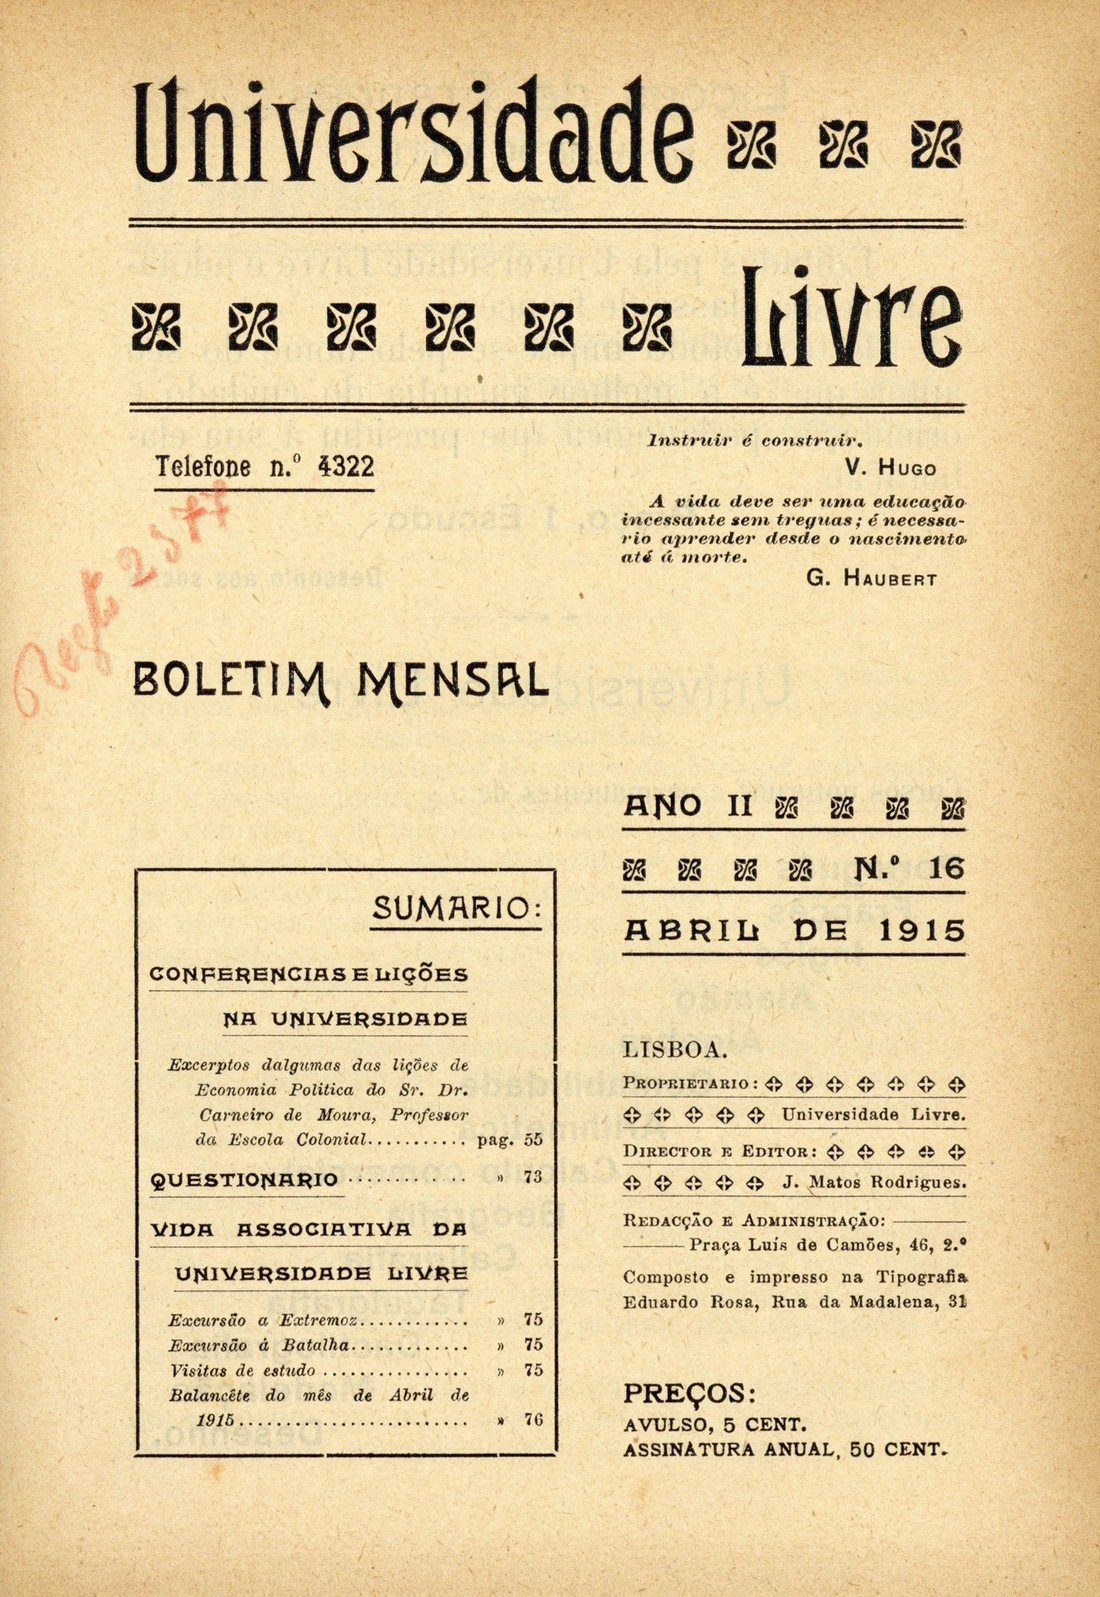 Universidade
Livre
Telefone n.º 4322
Instruir é construir.
V. HUGO
A vida deve ser uma educação
incessante sem treguas; é necessa-
rio aprender desde o nascimento
até á morte.
G. HAUBERT
2577
BOLETIM MENSAL
ANO II
N.º 16
ABRIL DE 1915
SUMARIO:
CONFERENCIAS E LIÇÕES
NA UNIVERSIDADE
Excerptos dalgumas das lições de
Economia Politica do Sr. Dr.
Carneiro de Moura, Professor
da Escola Colonial........... pag. 55
QUESTIONARIO ........... » 73
VIDA ASSOCIATIVA DA
UNIVERSIDADE LIVRE
Excursão a Extremoz............ » 75
Excursão á Batalha............. » 75
Visitas de estudo ................ » 75
Balancête do mês de Abril de
1915......................... » 76
LISBOA.
PROPRIETARIO:
Universidade Livre.
DIRECTOR E EDITOR:
J. Matos Rodrigues.
REDACÇÃO E ADMINISTRAÇÃO:
Praça Luís de Camões, 46, 2.º
Composto e impresso na Tipografia
Eduardo Rosa, Rua da Madalena, 31
PREÇOS:
AVULSO, 5 CENT.
ASSINATURA ANUAL, 50 CENT.